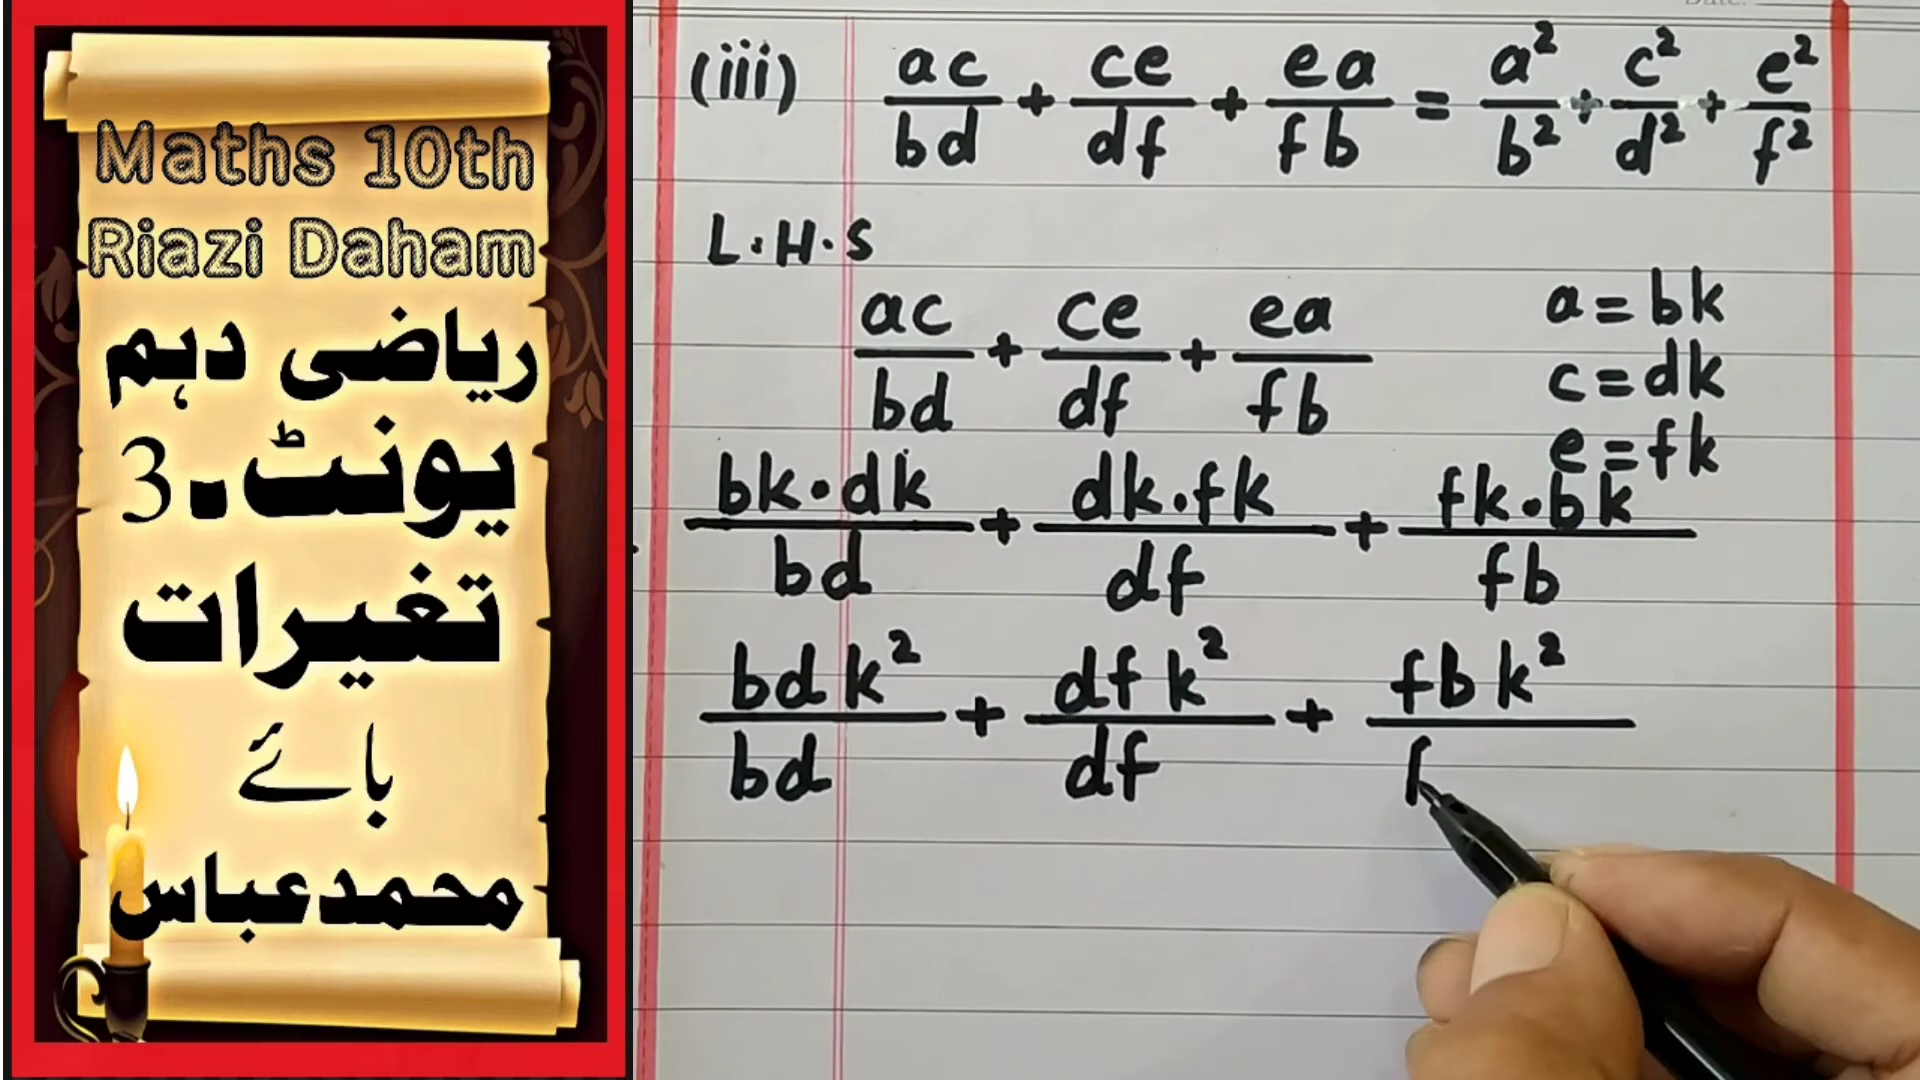 Maths 10th
Riazi Daham
ریاضی دہم
یونٹ۔3
تغیرات
بائے
محمدعباس
Date:
(iii) ac/bd + ce/df + ea/fb = a²/b² + c²/d² + e²/f²
L.H.S
ac/bd + ce/df + ea/fb
a = bk
c = dk
e = fk
bk·dk/bd + dk·fk/df + fk·bk/fb
bdk²/bd + dfk²/df + fbk²/